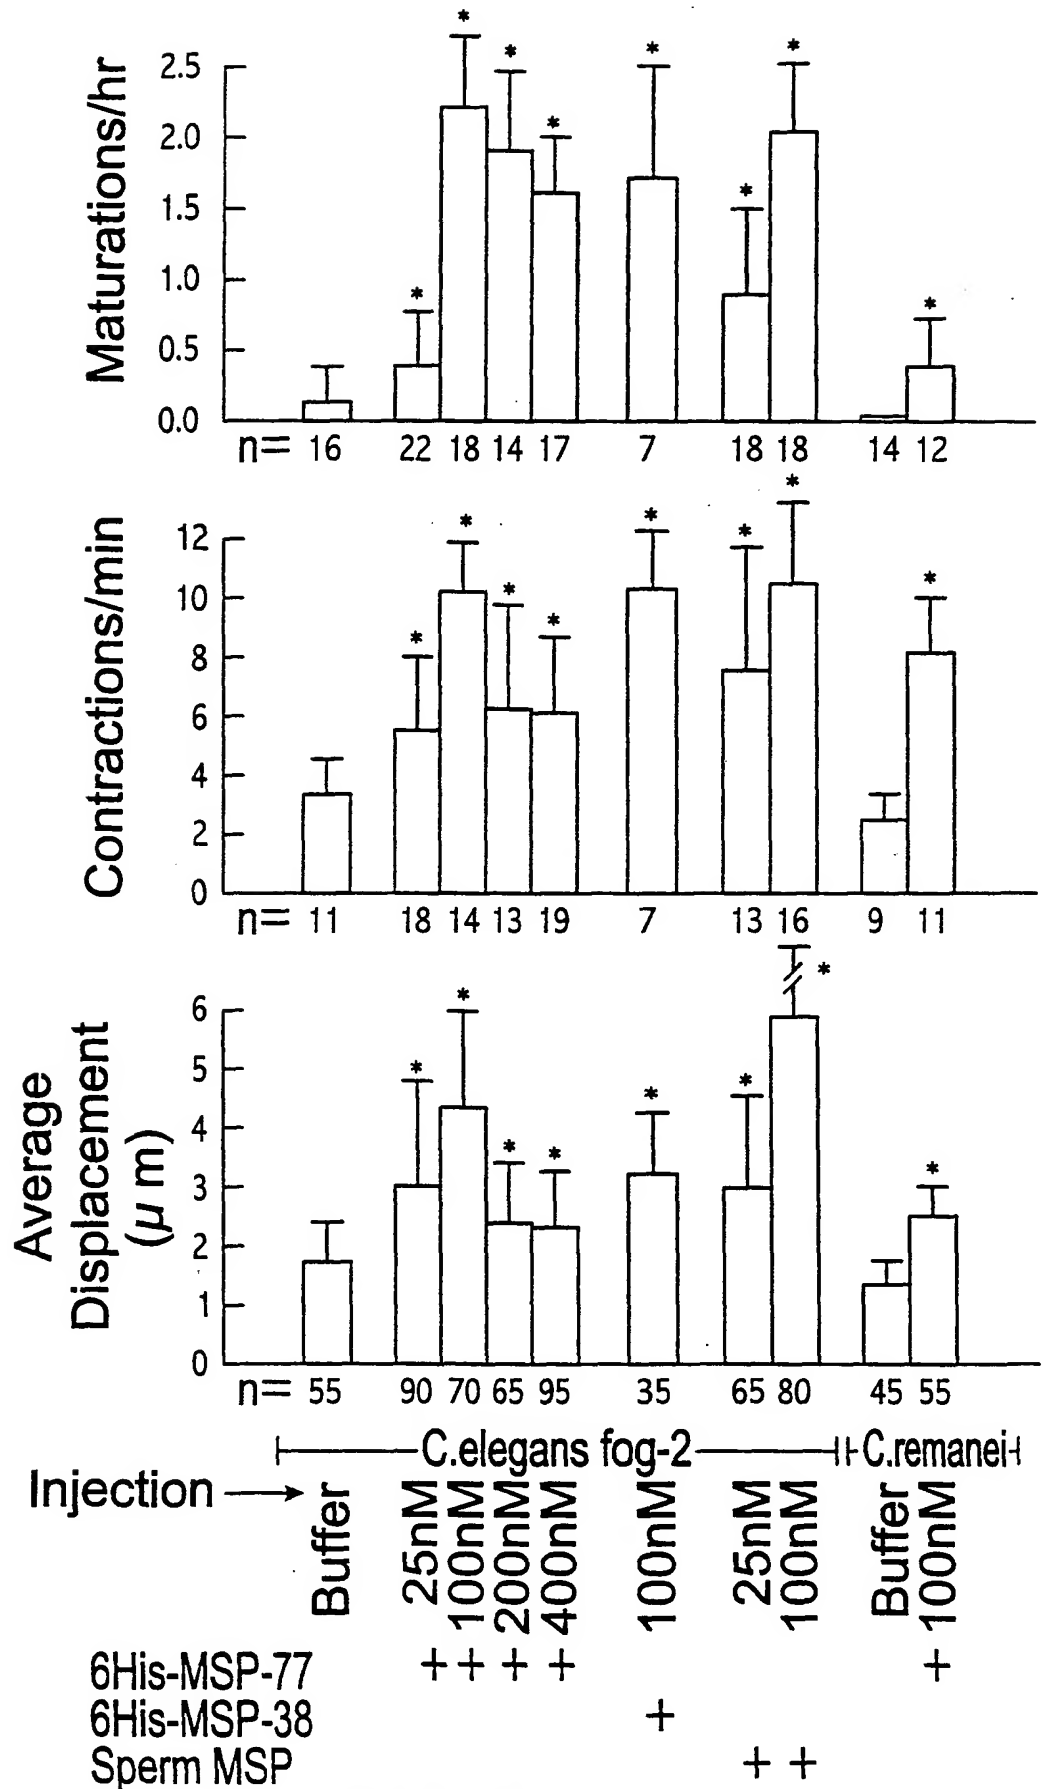 Maturations/hr
2.5
2.0
1.5
1.0
0.5
0.0
* * * * * * * * *
n= 16 22 18 14 17 7 18 18 14 12
Contractions/min
12
10
8
6
4
2
0
* * * * * * * * *
n= 11 18 14 13 19 7 13 16 9 11
Average
Displacement
(μ m)
6
5
4
3
2
1
0
* * * * * * * *
n= 55 90 70 65 95 35 65 80 45 55
C.elegans fog-2 C.remanei
Injection → Buffer 25nM 100nM 200nM 400nM 100nM 25nM 100nM Buffer 100nM
6His-MSP-77 + + + + +
6His-MSP-38 +
Sperm MSP + +